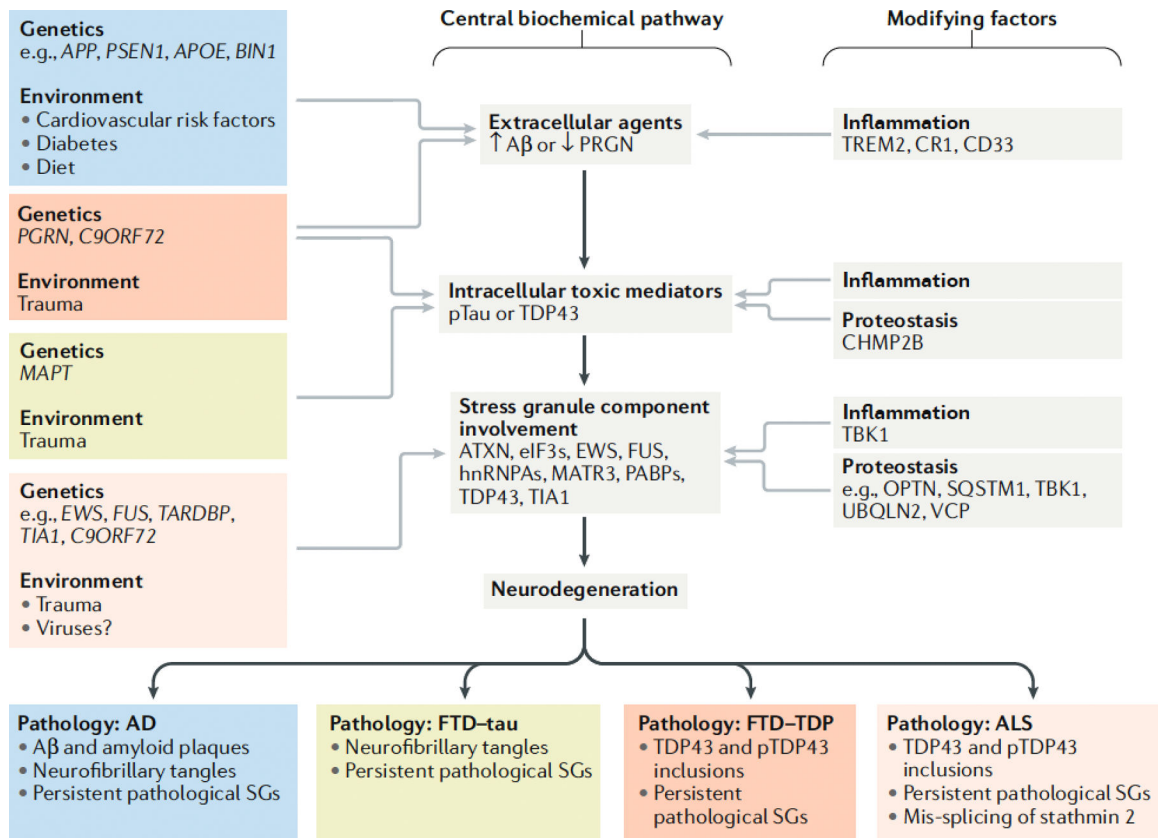 Genetics
e.g., APP, PSEN1, APOE, BIN1
Environment
• Cardiovascular risk factors
• Diabetes
• Diet
Genetics
PGRN, C9ORF72
Environment
Trauma
Genetics
MAPT
Environment
Trauma
Genetics
e.g., EWS, FUS, TARDBP,
TIA1, C9ORF72
Environment
• Trauma
• Viruses?
Central biochemical pathway
Extracellular agents
↑ Aβ or ↓ PRGN
Intracellular toxic mediators
pTau or TDP43
Stress granule component
involvement
ATXN, eIF3s, EWS, FUS,
hnRNPAs, MATR3, PABPs,
TDP43, TIA1
Neurodegeneration
Modifying factors
Inflammation
TREM2, CR1, CD33
Inflammation
Proteostasis
CHMP2B
Inflammation
TBK1
Proteostasis
e.g., OPTN, SQSTM1, TBK1,
UBQLN2, VCP
Pathology: AD
• Aβ and amyloid plaques
• Neurofibrillary tangles
• Persistent pathological SGs
Pathology: FTD–tau
• Neurofibrillary tangles
• Persistent pathological SGs
Pathology: FTD–TDP
• TDP43 and pTDP43
inclusions
• Persistent
pathological SGs
Pathology: ALS
• TDP43 and pTDP43
inclusions
• Persistent pathological SGs
• Mis-splicing of stathmin 2